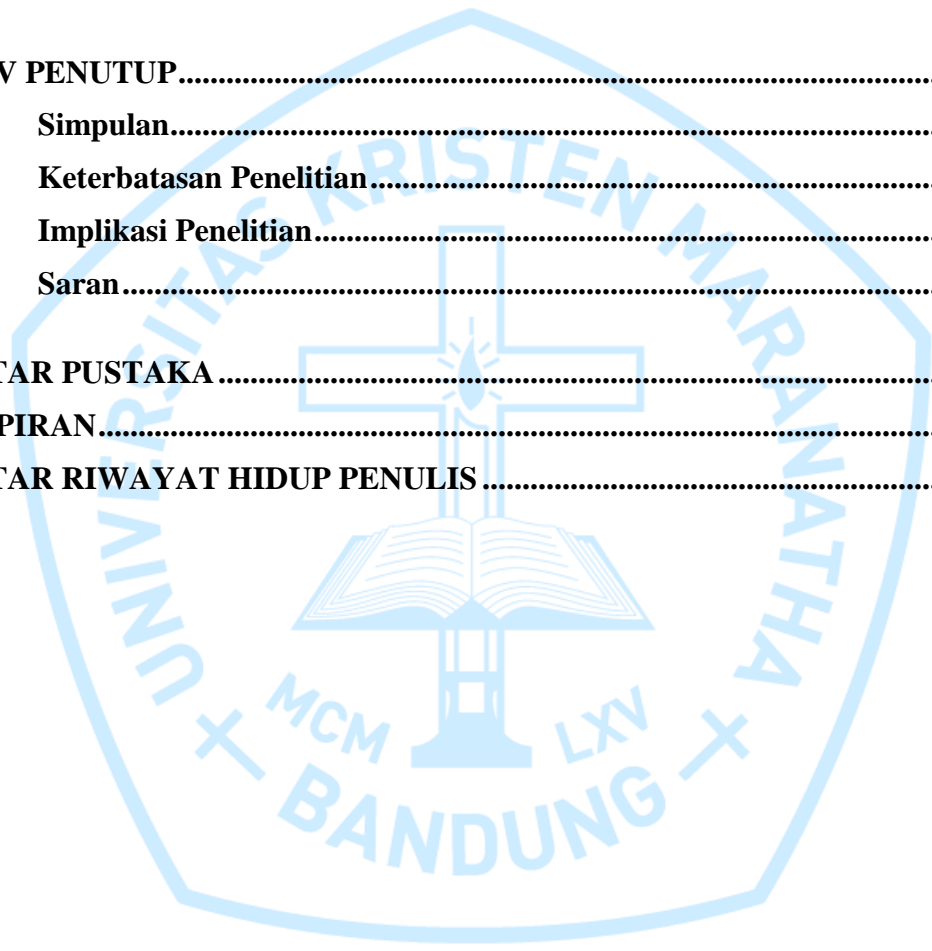 V PENUTUP..........................................................................................
Simpulan..........................................................................................
Keterbatasan Penelitian..........................................................................................
Implikasi Penelitian..........................................................................................
Saran..........................................................................................
TAR PUSTAKA..........................................................................................
PIRAN..........................................................................................
TAR RIWAYAT HIDUP PENULIS..........................................................................................
UNIVERSITAS KRISTEN MARANATHA
MCM LXV
BANDUNG